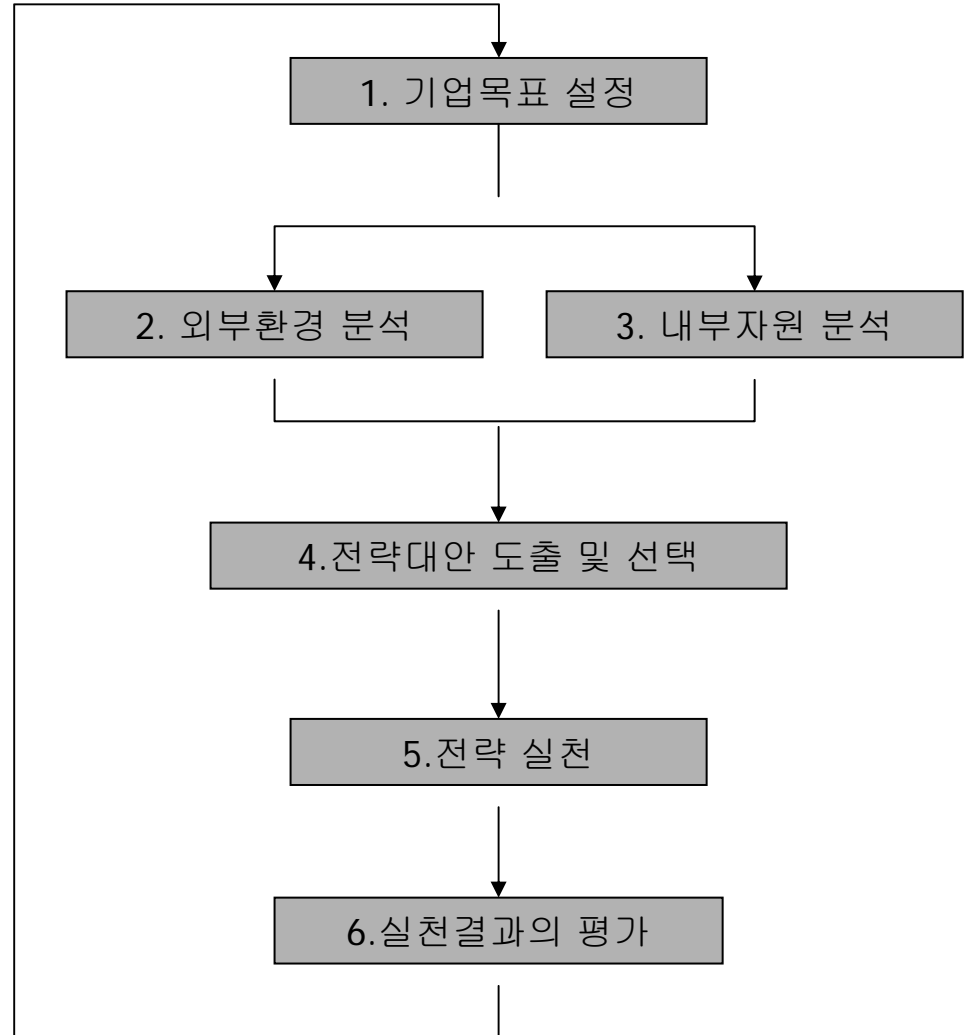 1. 기업목표 설정
2. 외부환경 분석
3. 내부자원 분석
4.전략대안 도출 및 선택
5.전략 실천
6.실천결과의 평가